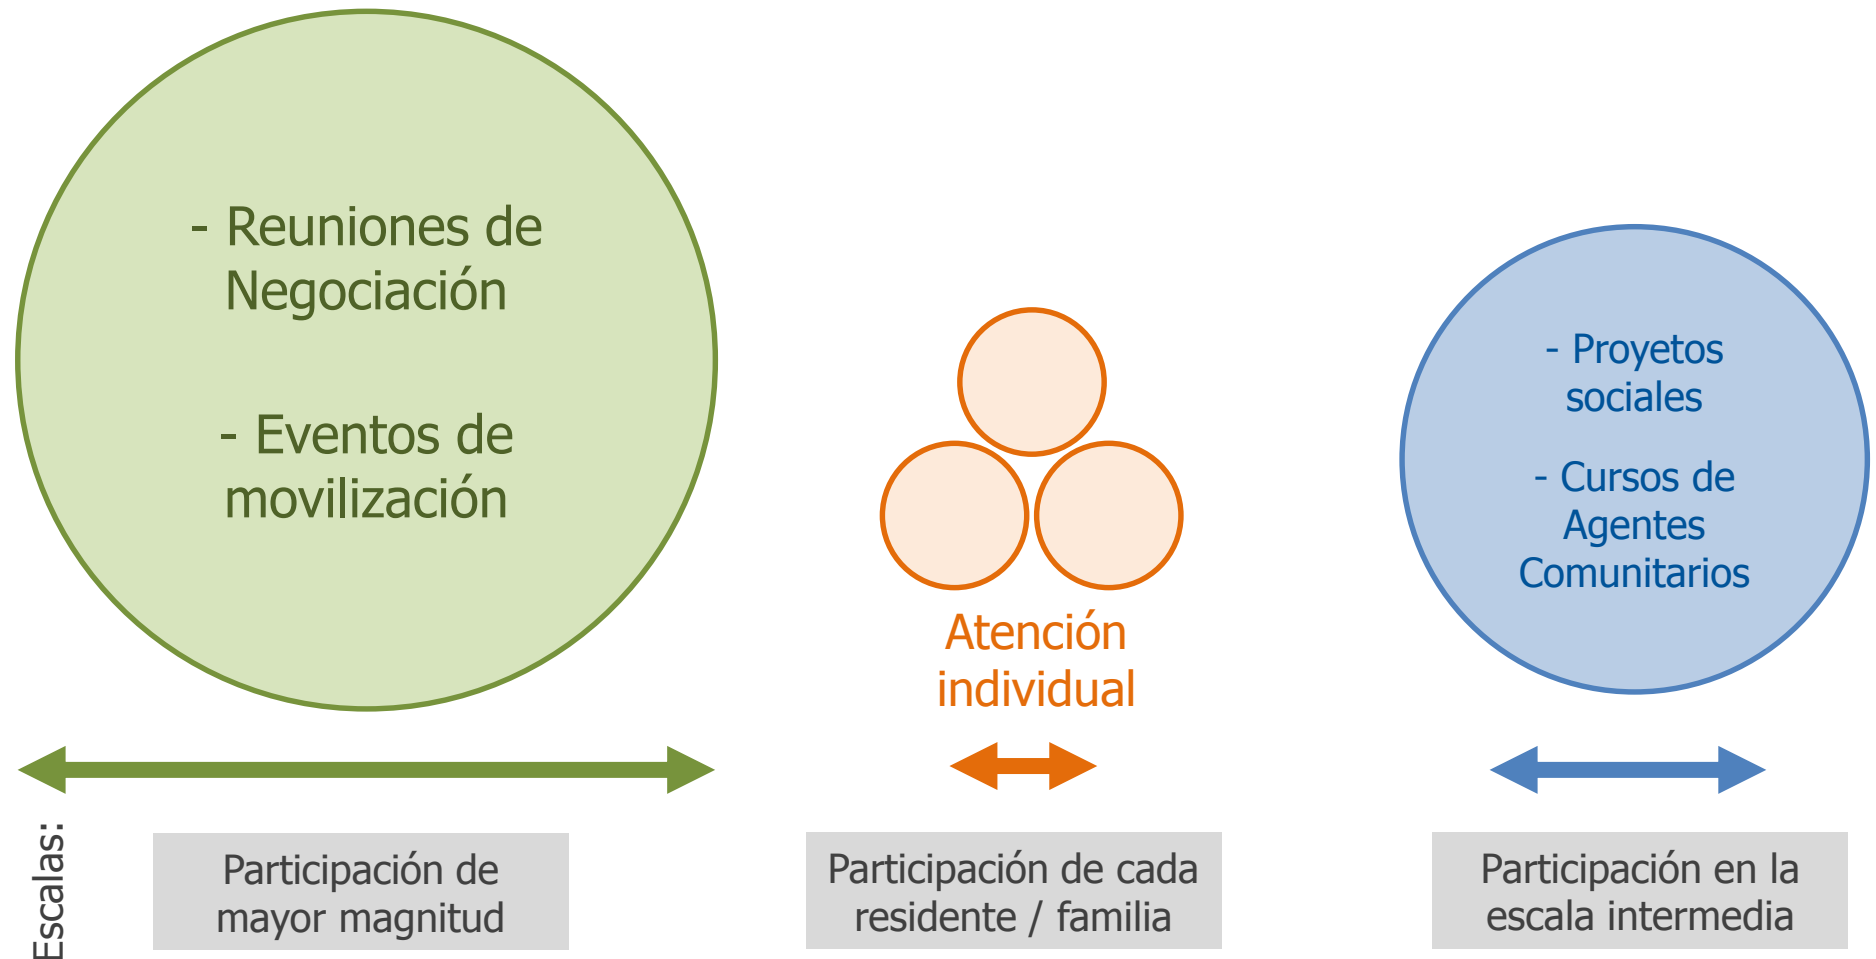 - Reuniones de
Negociación
- Eventos de
movilización
Atención
individual
- Proyetos
sociales
- Cursos de
Agentes
Comunitarios
Escalas:
Participación de
mayor magnitud
Participación de cada
residente / familia
Participación en la
escala intermedia